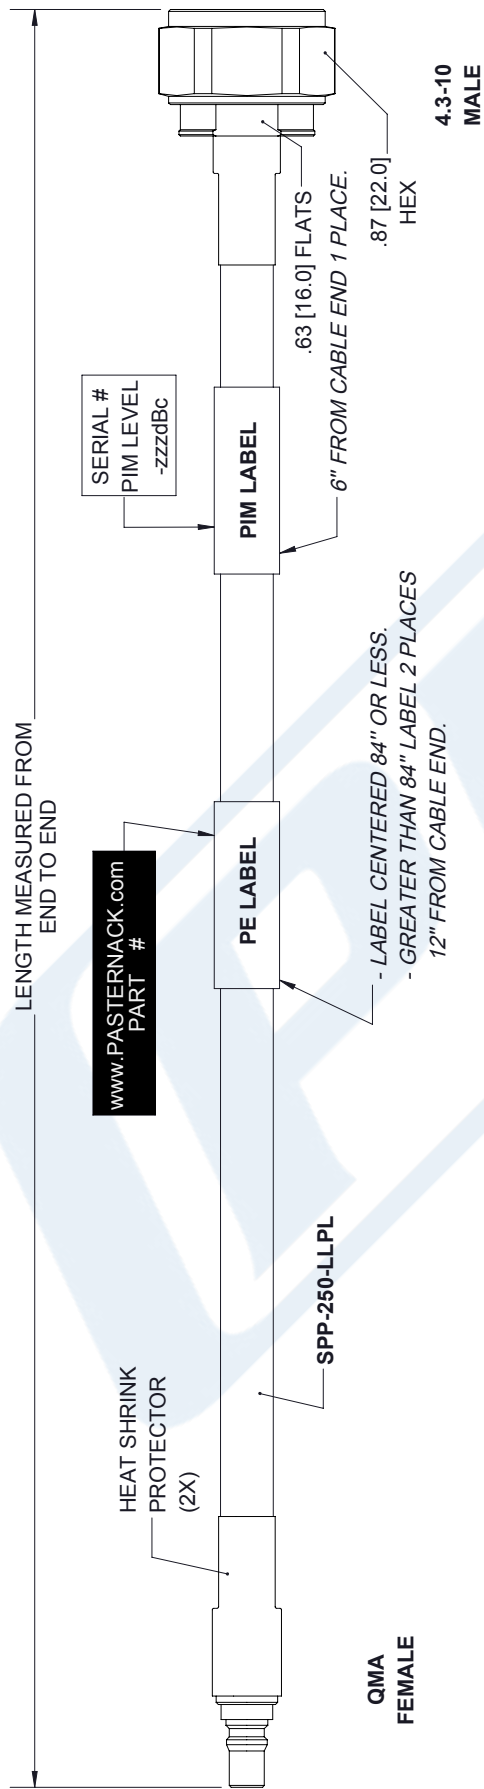 LENGTH MEASURED FROM
END TO END
HEAT SHRINK
PROTECTOR
(2X)
www.PASTERNACK.com
PART #
SERIAL #
PIM LEVEL
-zzzdBc
PE LABEL
PIM LABEL
SPP-250-LLPL
- LABEL CENTERED 84" OR LESS.
- GREATER THAN 84" LABEL 2 PLACES
12" FROM CABLE END.
.63 [16.0] FLATS
6" FROM CABLE END 1 PLACE.
.87 [22.0]
HEX
QMA
FEMALE
4.3-10
MALE